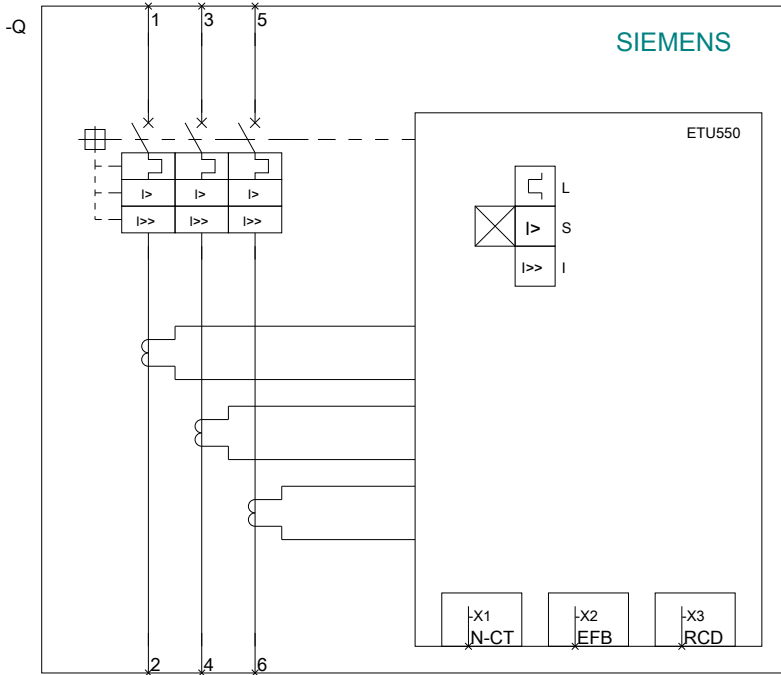 1 3 5
-Q
SIEMENS
ETU550
I> I> I>
I>> I>> I>>
L
I> S
I>> I
-X1 -X2 -X3
N-CT EFB RCD
2 4 6